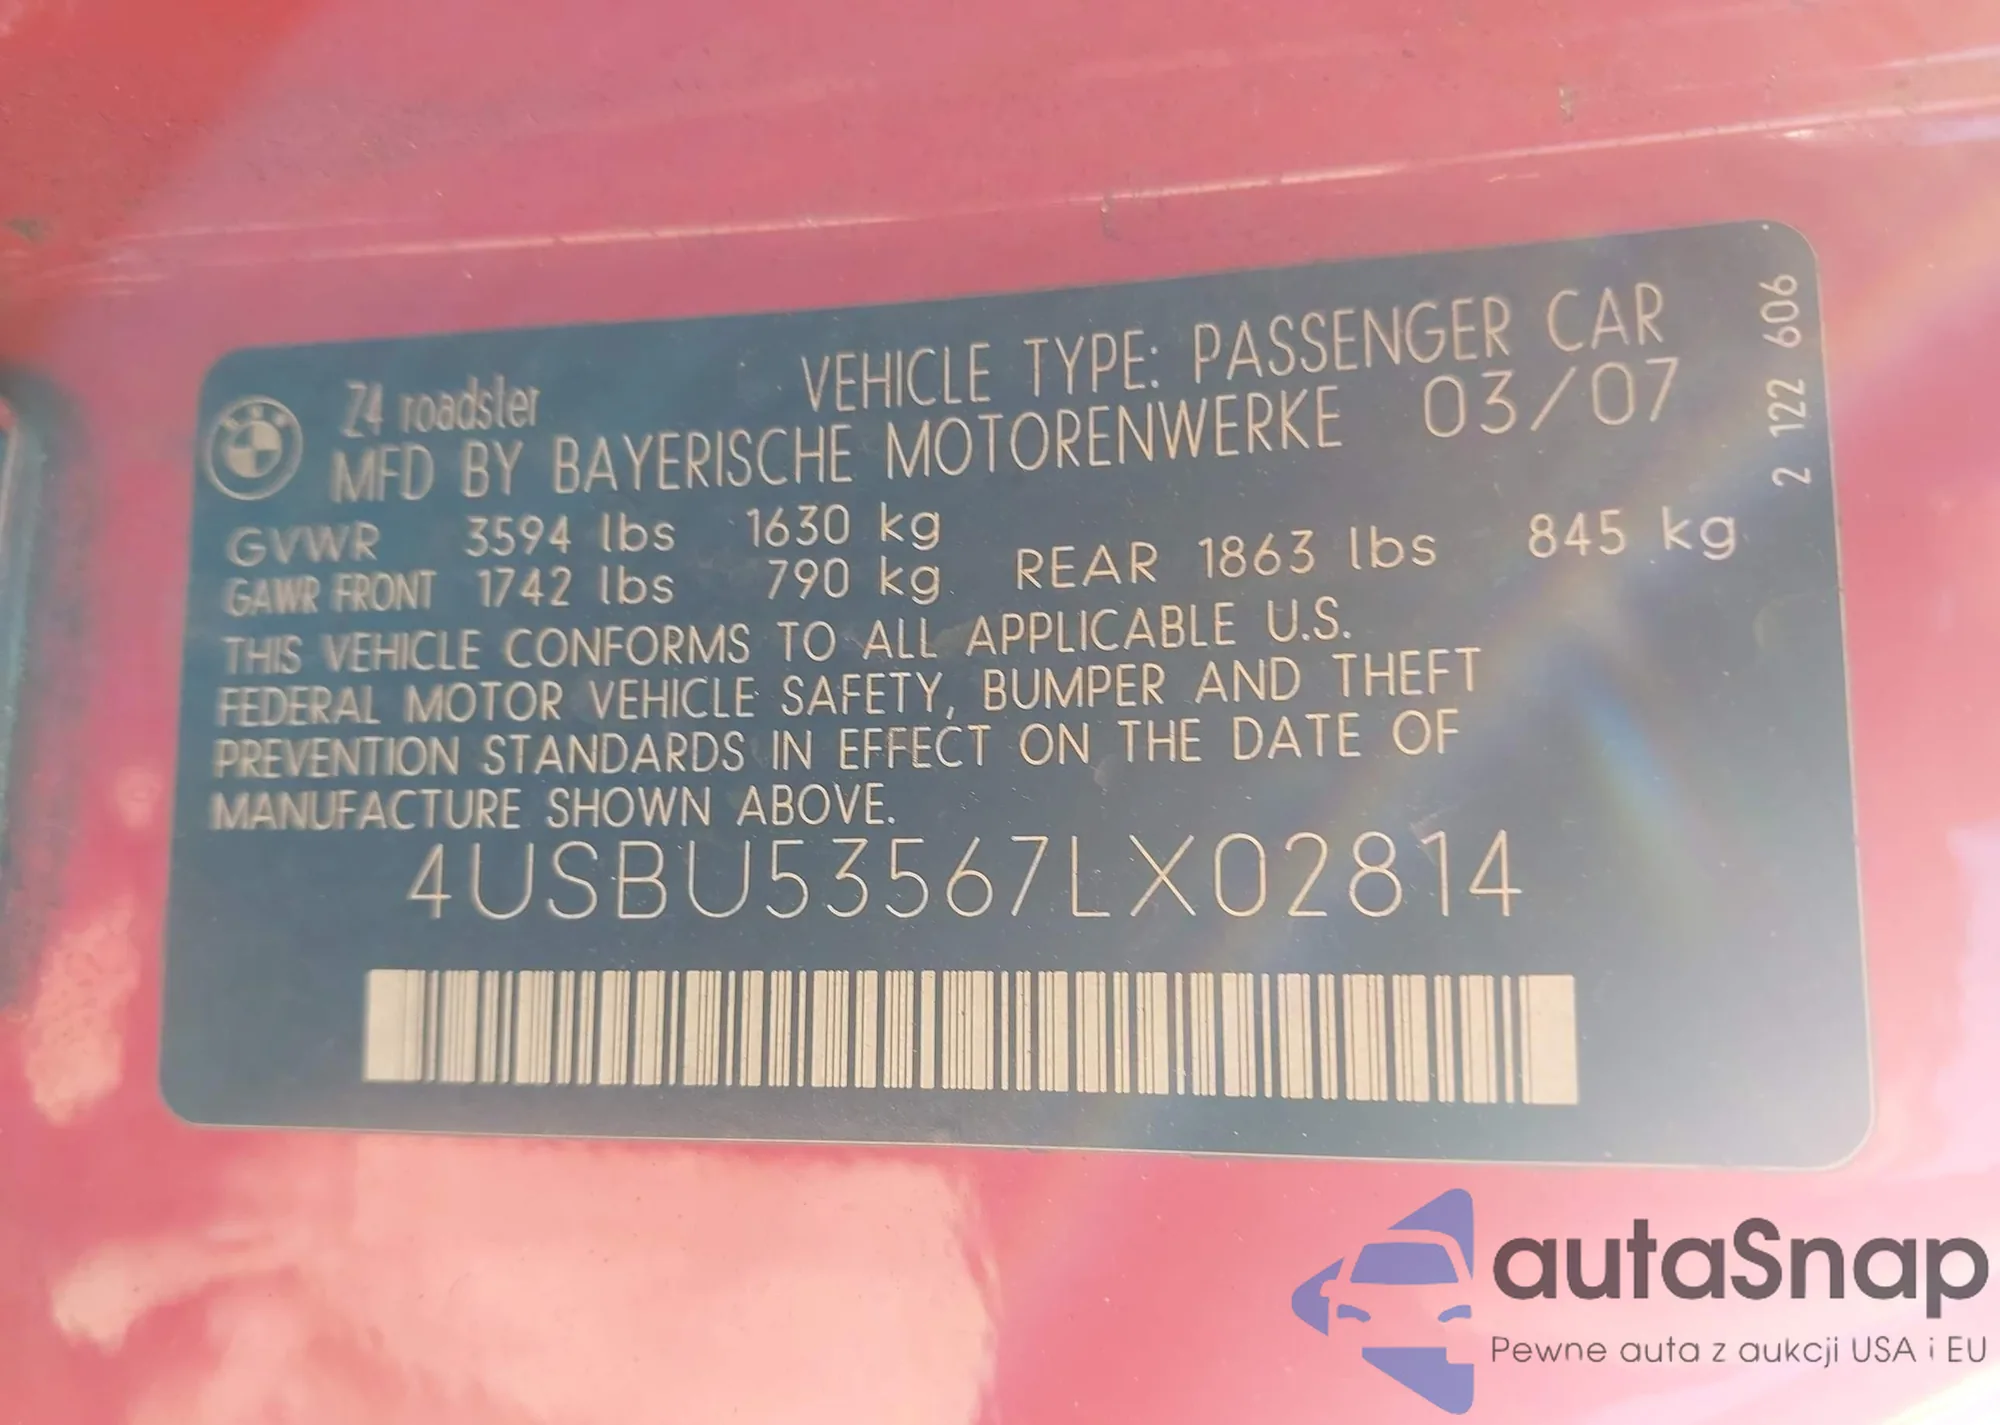 Z4 roadster
VEHICLE TYPE: PASSENGER CAR
MFD BY BAYERISCHE MOTORENWERKE 03/07
GVWR 3594 lbs 1630 kg
GAWR FRONT 1742 lbs 790 kg REAR 1863 lbs 845 kg
THIS VEHICLE CONFORMS TO ALL APPLICABLE U.S.
FEDERAL MOTOR VEHICLE SAFETY, BUMPER AND THEFT
PREVENTION STANDARDS IN EFFECT ON THE DATE OF
MANUFACTURE SHOWN ABOVE.
4USBU53567LX02814
2 122 606
BMW
autaSnap
Pewne auta z aukcji USA i EU